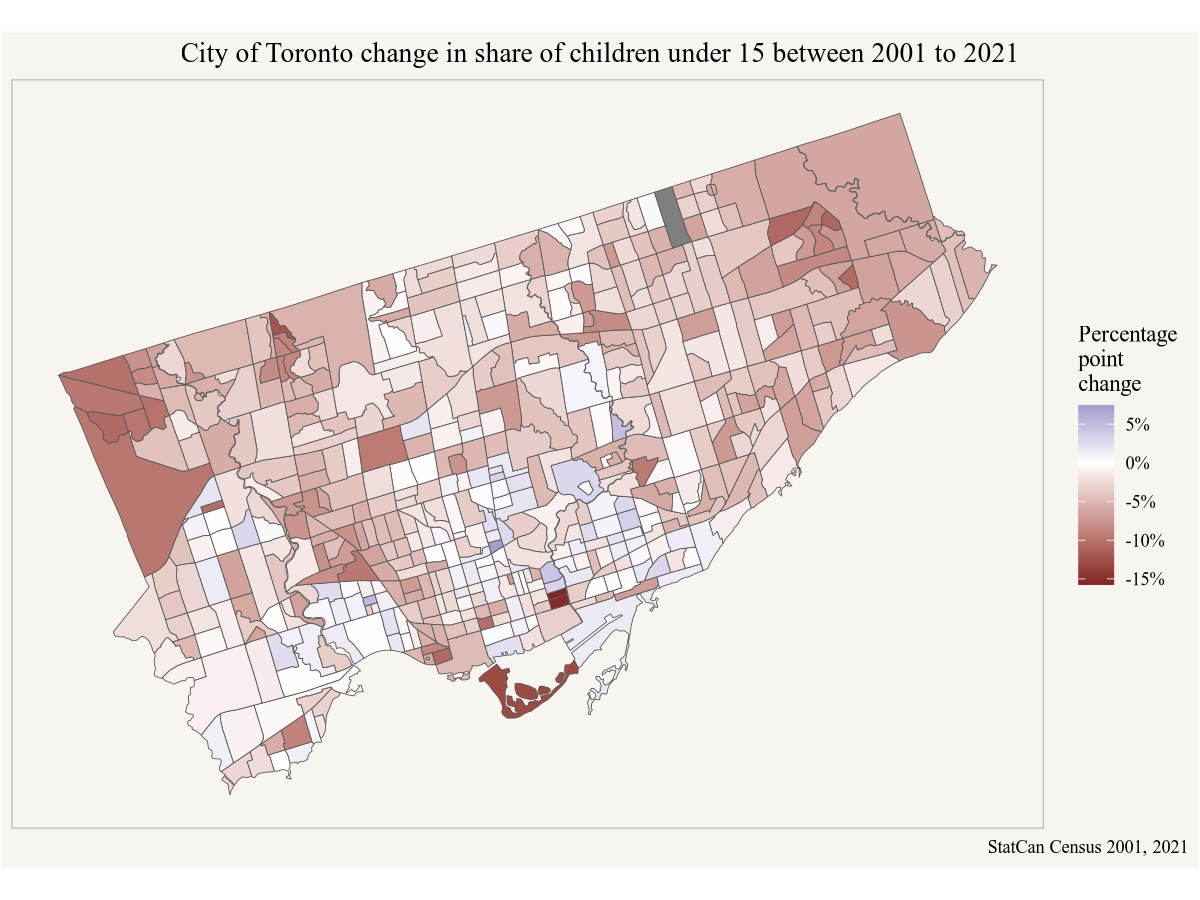 City of Toronto change in share of children under 15 between 2001 to 2021
Percentage
point
change
5%
0%
-5%
-10%
-15%
StatCan Census 2001, 2021